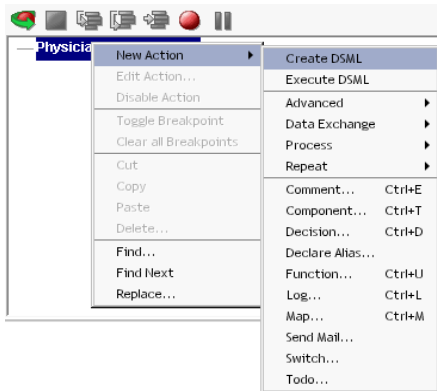 Physicia
New Action
Edit Action...
Disable Action
Toggle Breakpoint
Clear all Breakpoints
Cut
Copy
Paste
Delete...
Find...
Find Next
Replace...
Create DSML
Execute DSML
Advanced
Data Exchange
Process
Repeat
Comment... Ctrl+E
Component... Ctrl+T
Decision... Ctrl+D
Declare Alias...
Function... Ctrl+U
Log... Ctrl+L
Map... Ctrl+M
Send Mail...
Switch...
Todo...